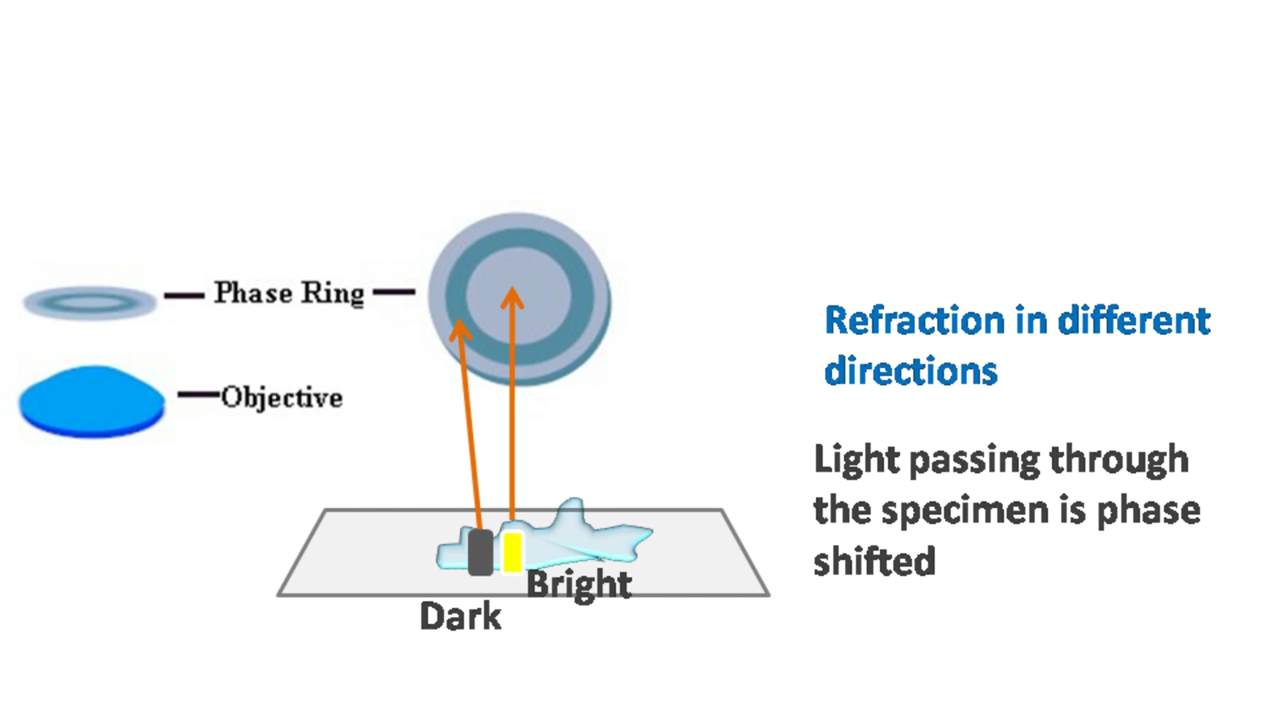 Phase Ring
Objective
Refraction in different
directions
Light passing through
the specimen is phase
shifted
Bright
Dark